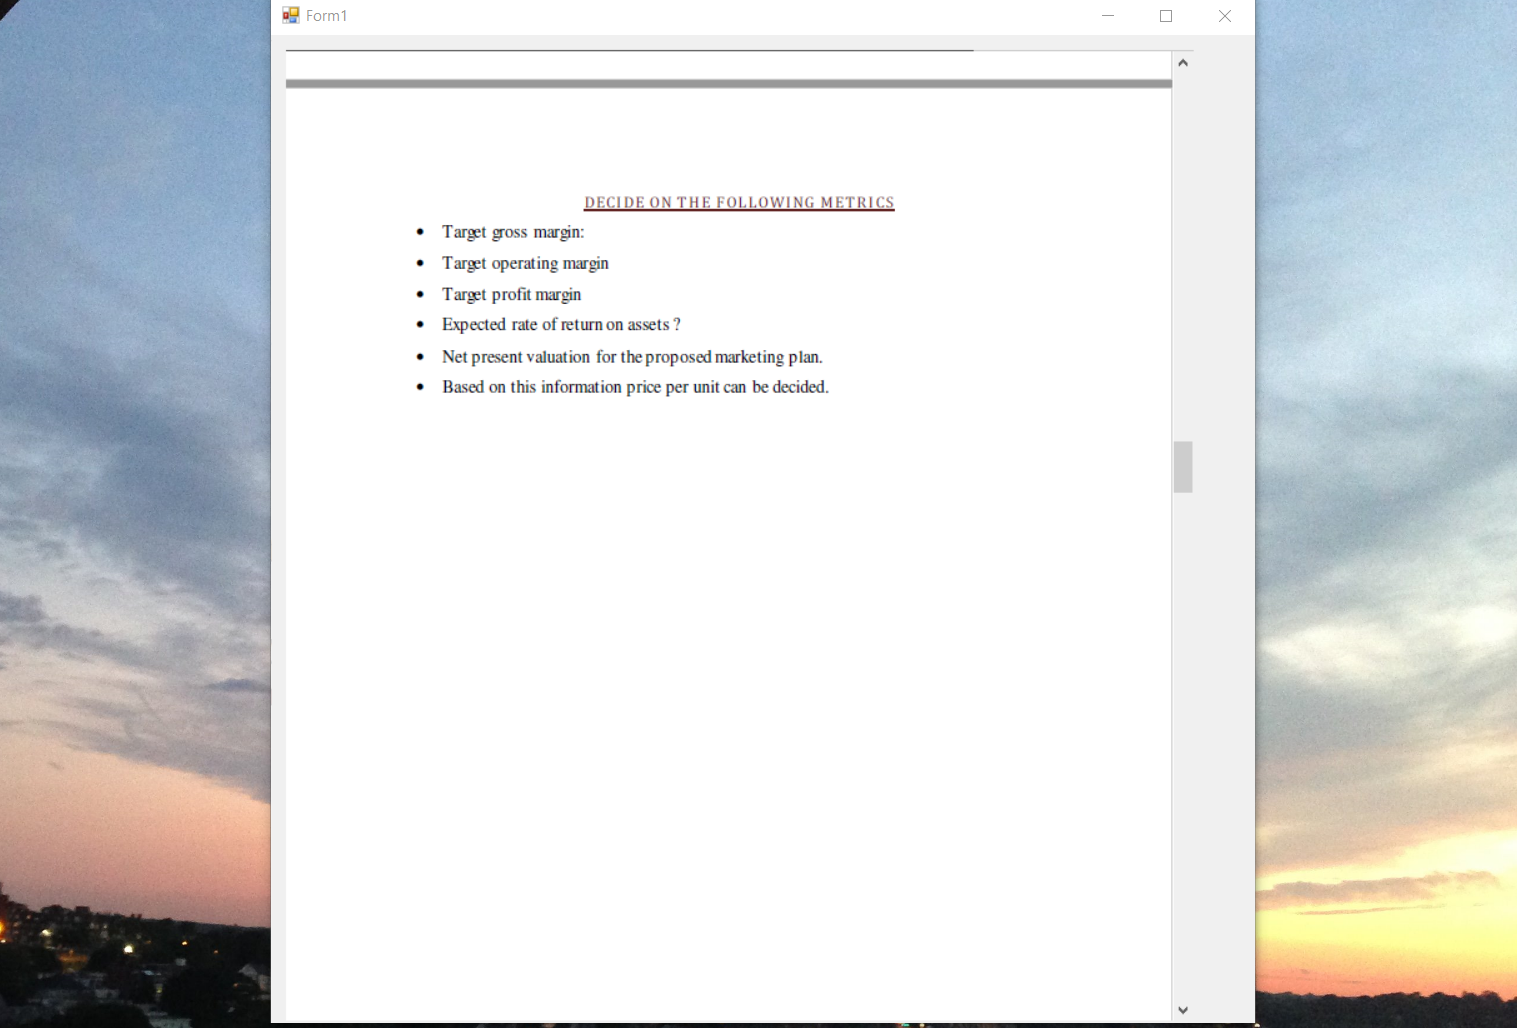 Form1
DECIDE ON THE FOLLOWING METRICS
• Target gross margin:
• Target operating margin
• Target profit margin
• Expected rate of return on assets ?
• Net present valuation for the proposed marketing plan.
• Based on this information price per unit can be decided.